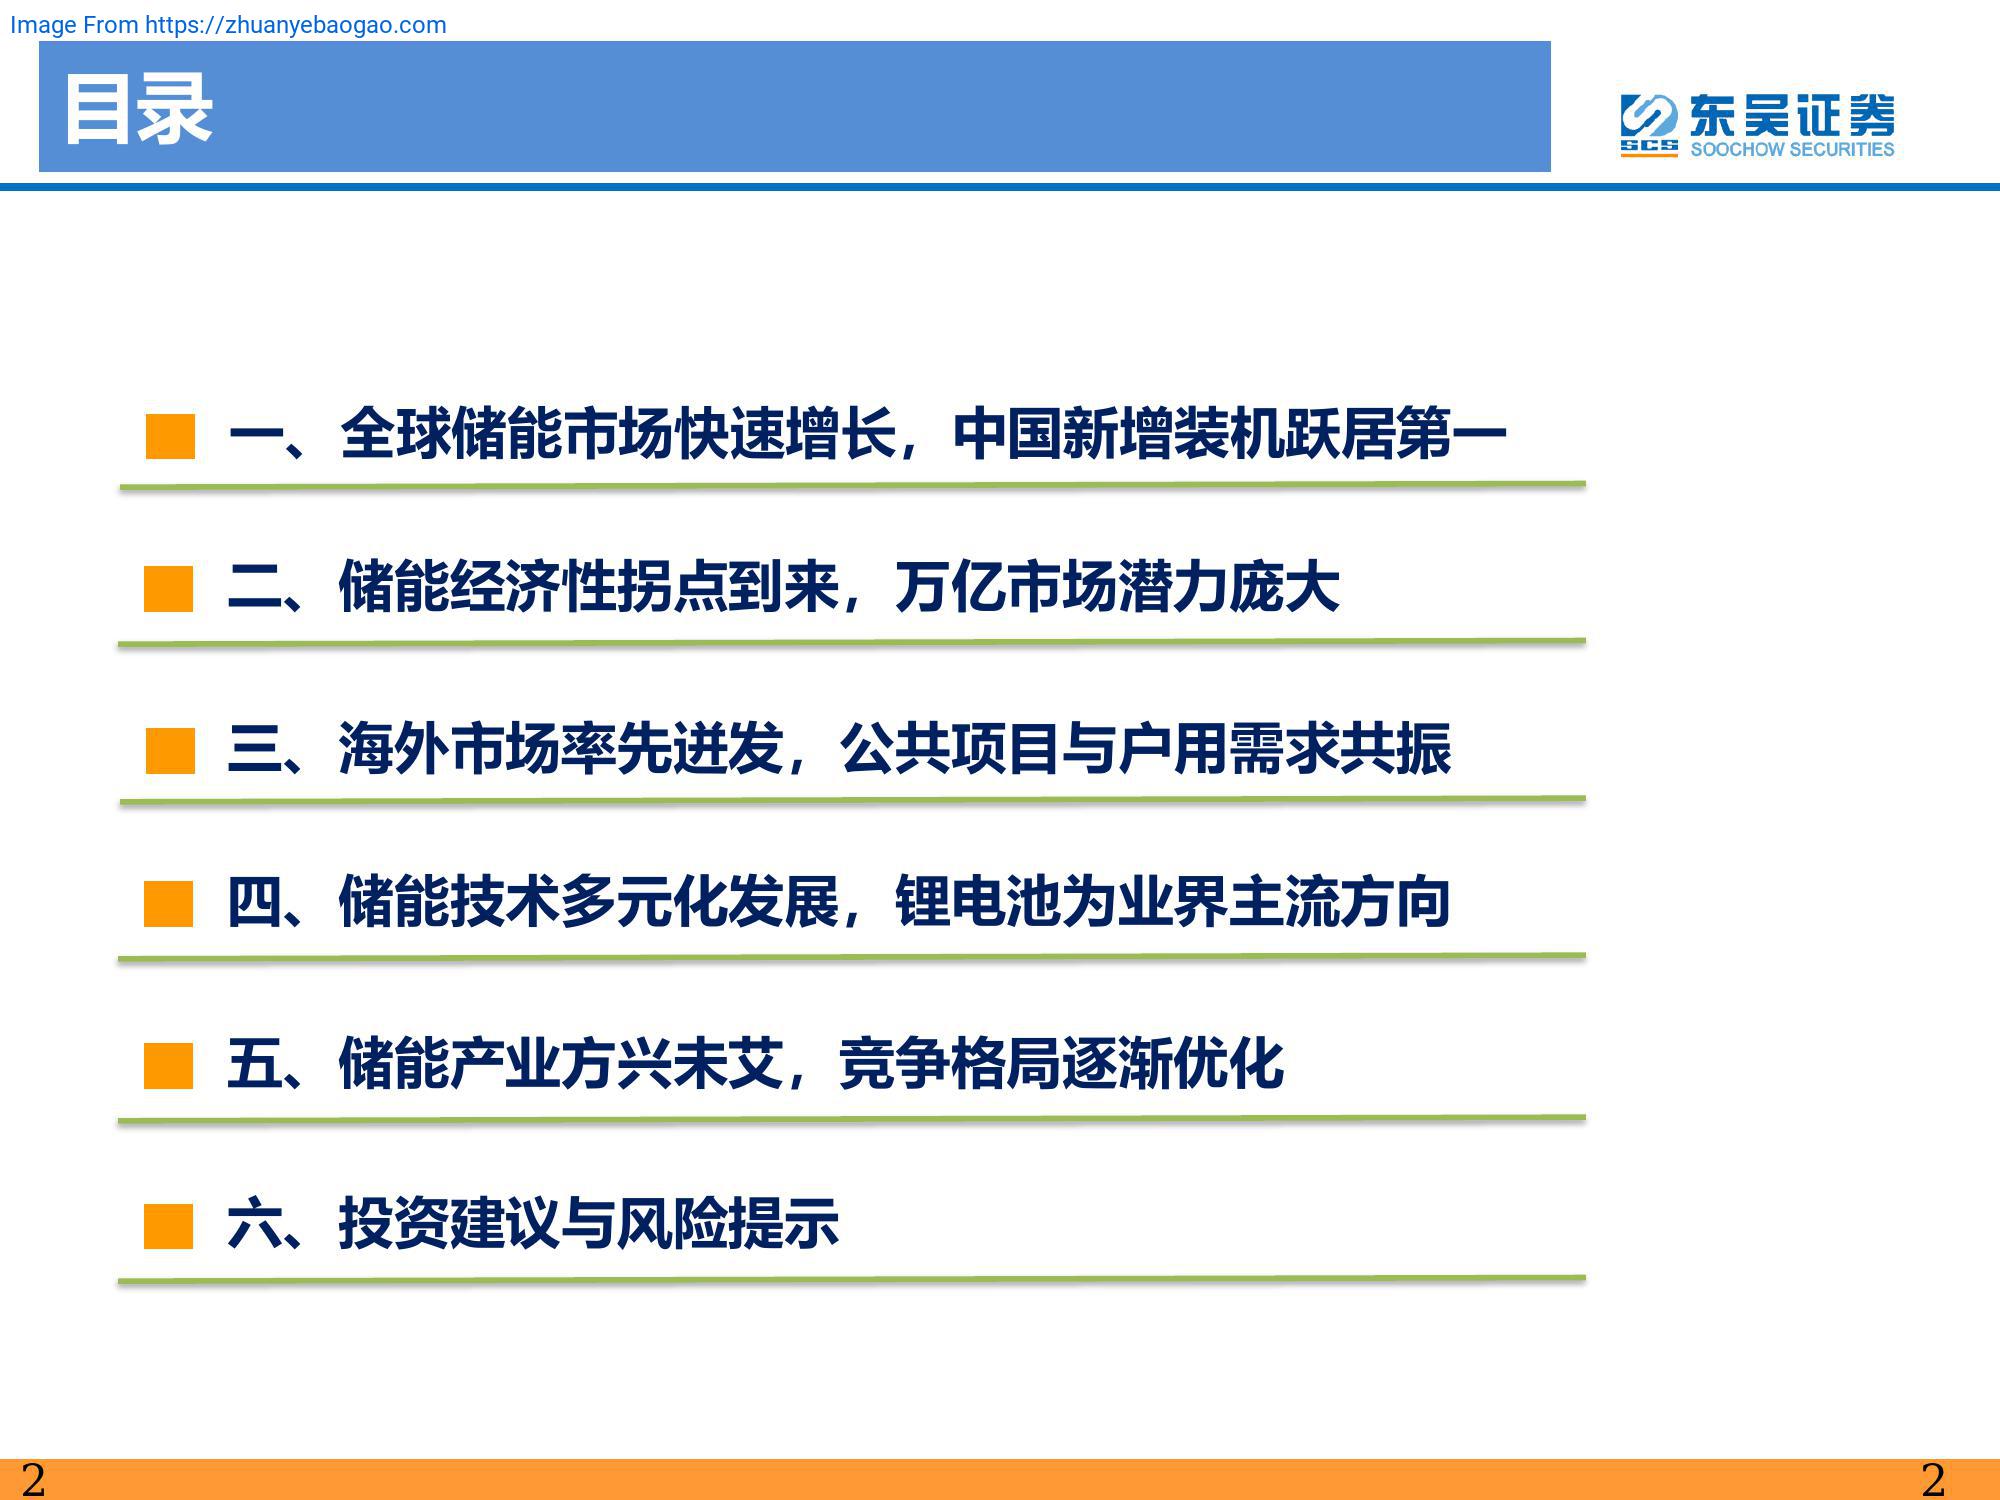 Image From https://zhuanyebaogao.com
目录
东吴证券
SCS
SOOCHOW SECURITIES
一、全球储能市场快速增长，中国新增装机跃居第一
二、储能经济性拐点到来，万亿市场潜力庞大
三、海外市场率先迸发，公共项目与户用需求共振
四、储能技术多元化发展，锂电池为业界主流方向
五、储能产业方兴未艾，竞争格局逐渐优化
六、投资建议与风险提示
2
2